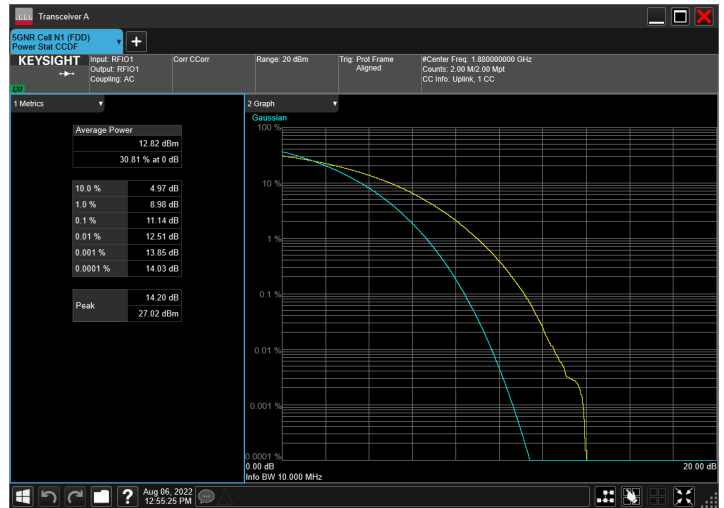 Transceiver A
5GNR Cell N1 (FDD)
Power Stat CCDF
KEYSIGHT
LXI
Input: RFIO1
Output: RFIO1
Coupling: AC
Corr CCorr
Range: 20 dBm
Trig: Prot Frame
Aligned
#Center Freq: 1.880000000 GHz
Counts: 2.00 M/2.00 Mpt
CC Info: Uplink, 1 CC
1 Metrics
Average Power
12.82 dBm
30.81 % at 0 dB
10.0 % 4.97 dB
1.0 % 8.98 dB
0.1 % 11.14 dB
0.01 % 12.51 dB
0.001 % 13.85 dB
0.0001 % 14.03 dB
Peak
14.20 dB
27.02 dBm
2 Graph
Gaussian
100 %
10 %
1 %
0.1 %
0.01 %
0.001 %
0.0001 %
0.00 dB
20.00 dB
Info BW 10.000 MHz
?
Aug 06, 2022
12:55:25 PM